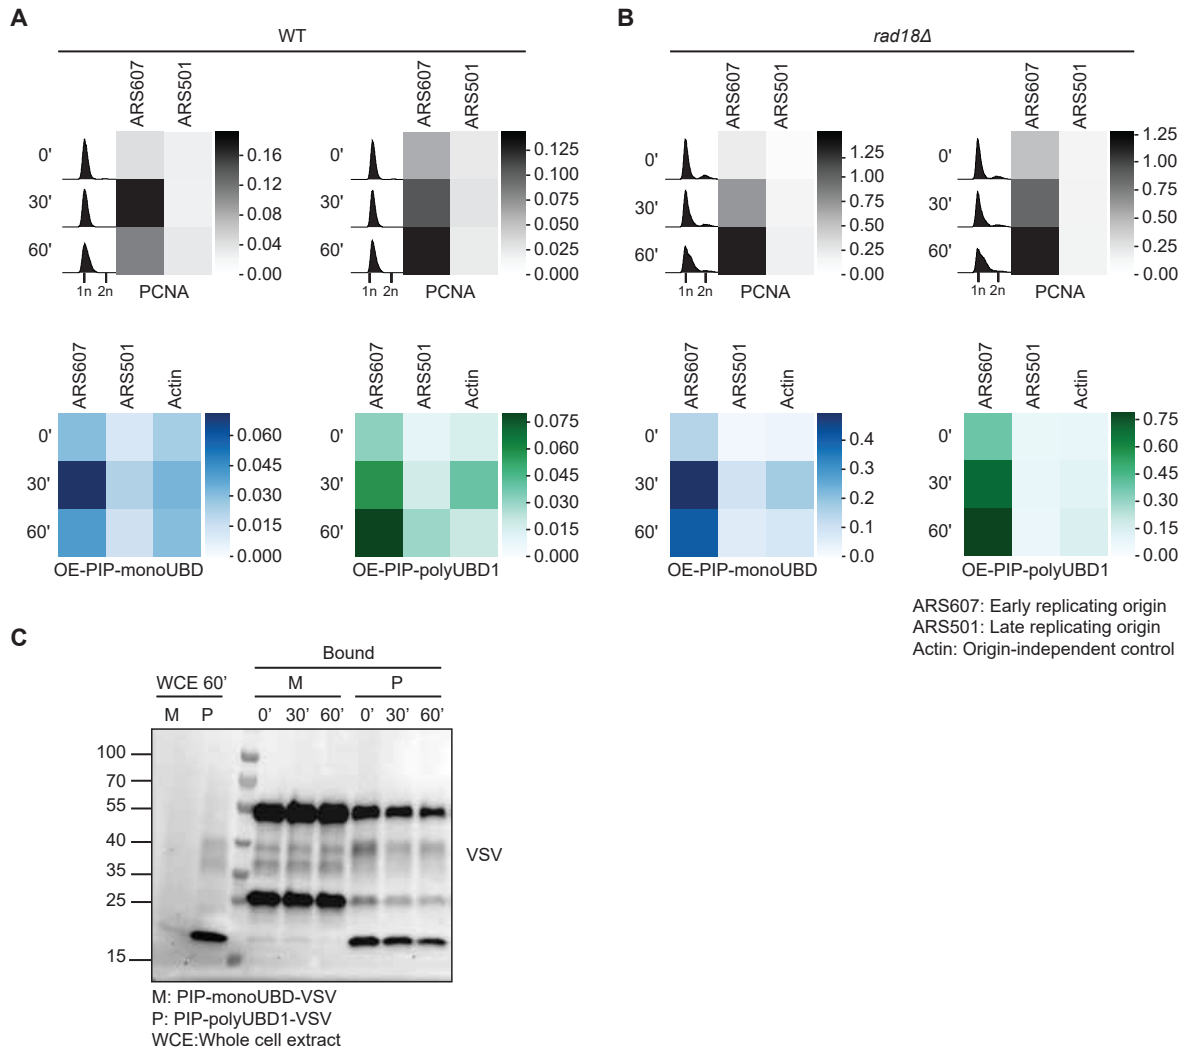 A
WT
ARS607
ARS501
0'
30'
60'
0.16
0.12
0.08
0.04
0.00
1n 2n
PCNA
ARS607
ARS501
0'
30'
60'
0.125
0.100
0.075
0.050
0.025
0.000
1n 2n
PCNA
ARS607
ARS501
Actin
0'
30'
60'
0.060
0.045
0.030
0.015
0.000
OE-PIP-monoUBD
ARS607
ARS501
Actin
0'
30'
60'
0.075
0.060
0.045
0.030
0.015
0.000
OE-PIP-polyUBD1
B
rad18Δ
ARS607
ARS501
0'
30'
60'
1.25
1.00
0.75
0.50
0.25
0.00
1n 2n
PCNA
ARS607
ARS501
0'
30'
60'
1.25
1.00
0.75
0.50
0.25
0.00
1n 2n
PCNA
ARS607
ARS501
Actin
0'
30'
60'
0.4
0.3
0.2
0.1
0.0
OE-PIP-monoUBD
ARS607
ARS501
Actin
0'
30'
60'
0.75
0.60
0.45
0.30
0.15
0.00
OE-PIP-polyUBD1
ARS607: Early replicating origin
ARS501: Late replicating origin
Actin: Origin-independent control
C
Bound
WCE 60’ M P
M P 0’ 30’ 60’ 0’ 30’ 60’
100
70
55
40
35
25
15
VSV
M: PIP-monoUBD-VSV
P: PIP-polyUBD1-VSV
WCE:Whole cell extract